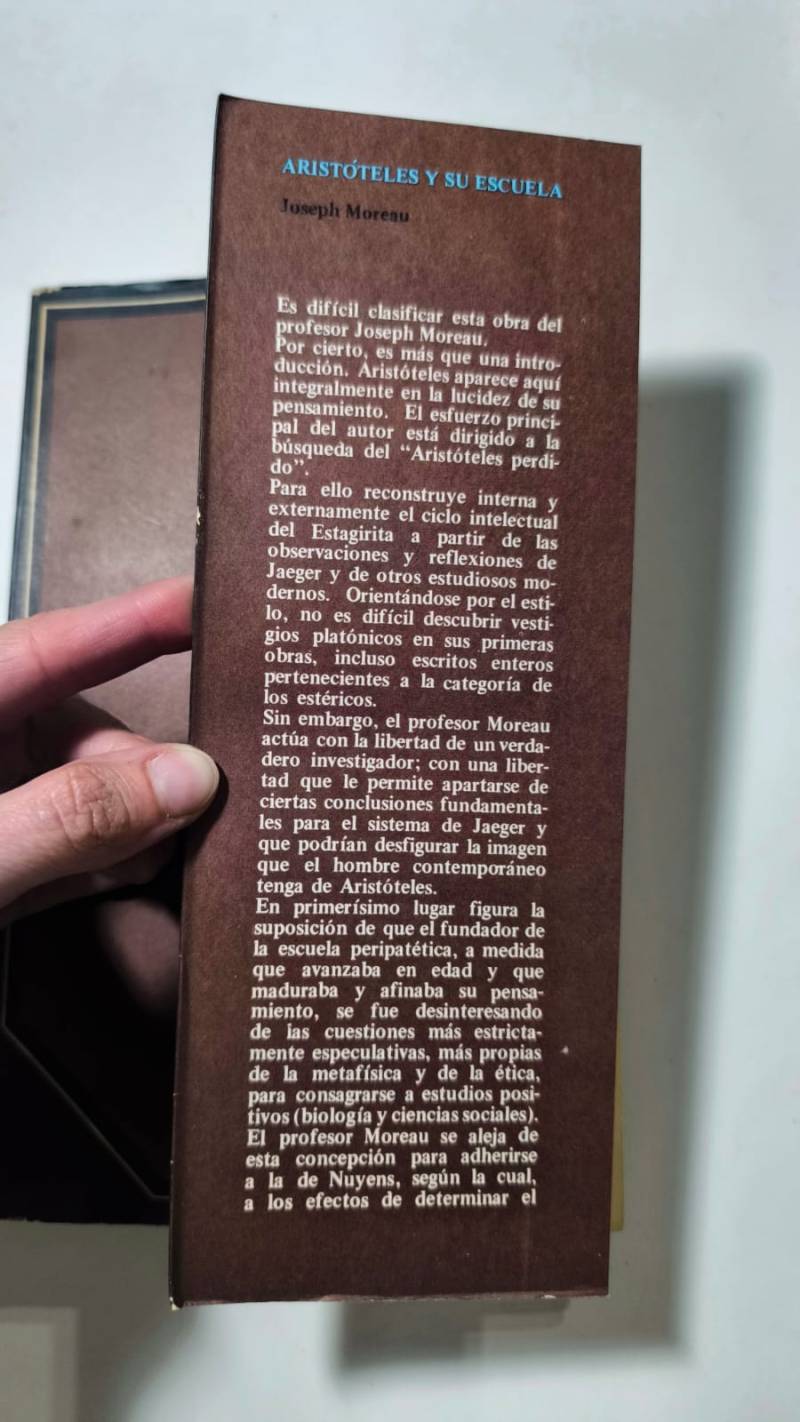 ARISTÓTELES Y SU ESCUELA
Joseph Moreau
Es difícil clasificar esta obra del
profesor Joseph Moreau.
Por cierto, es más que una intro-
ducción. Aristóteles aparece aquí
integralmente en la lucidez de su
pensamiento. El esfuerzo princi-
pal del autor está dirigido a la
búsqueda del “Aristóteles perdi-
do”.
Para ello reconstruye interna y
externamente el ciclo intelectual
del Estagirita a partir de las
observaciones y reflexiones de
Jaeger y de otros estudiosos mo-
dernos. Orientándose por el esti-
lo, no es difícil descubrir vesti-
gios platónicos en sus primeras
obras, incluso escritos enteros
pertenecientes a la categoría de
los estéricos.
Sin embargo, el profesor Moreau
actúa con la libertad de un verda-
dero investigador; con una liber-
tad que le permite apartarse de
ciertas conclusiones fundamenta-
les para el sistema de Jaeger y
que podrían desfigurar la imagen
que el hombre contemporáneo
tenga de Aristóteles.
En primerísimo lugar figura la
suposición de que el fundador de
la escuela peripatética, a medida
que avanzaba en edad y que
maduraba y afinaba su pensa-
miento, se fue desinteresando
de las cuestiones más estricta-
mente especulativas, más propias
de la metafísica y de la ética,
para consagrarse a estudios posi-
tivos (biología y ciencias sociales).
El profesor Moreau se aleja de
esta concepción para adherirse
a la de Nuyens, según la cual,
a los efectos de determinar el